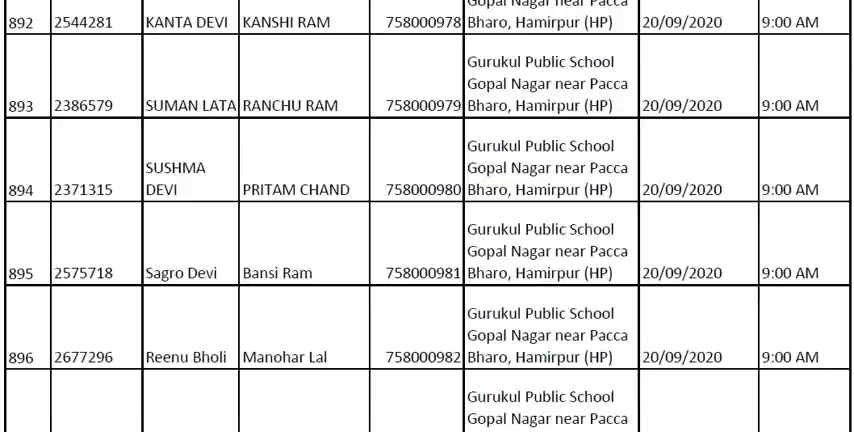 Gopal Nagar near Pacca
892 2544281 KANTA DEVI KANSHI RAM 758000978 Bharo, Hamirpur (HP) 20/09/2020 9:00 AM
Gurukul Public School
Gopal Nagar near Pacca
893 2386579 SUMAN LATA RANCHU RAM 758000979 Bharo, Hamirpur (HP) 20/09/2020 9:00 AM
Gurukul Public School
SUSHMA Gopal Nagar near Pacca
894 2371315 DEVI PRITAM CHAND 758000980 Bharo, Hamirpur (HP) 20/09/2020 9:00 AM
Gurukul Public School
Gopal Nagar near Pacca
895 2575718 Sagro Devi Bansi Ram 758000981 Bharo, Hamirpur (HP) 20/09/2020 9:00 AM
Gurukul Public School
Gopal Nagar near Pacca
896 2677296 Reenu Bholi Manohar Lal 758000982 Bharo, Hamirpur (HP) 20/09/2020 9:00 AM
Gurukul Public School
Gopal Nagar near Pacca